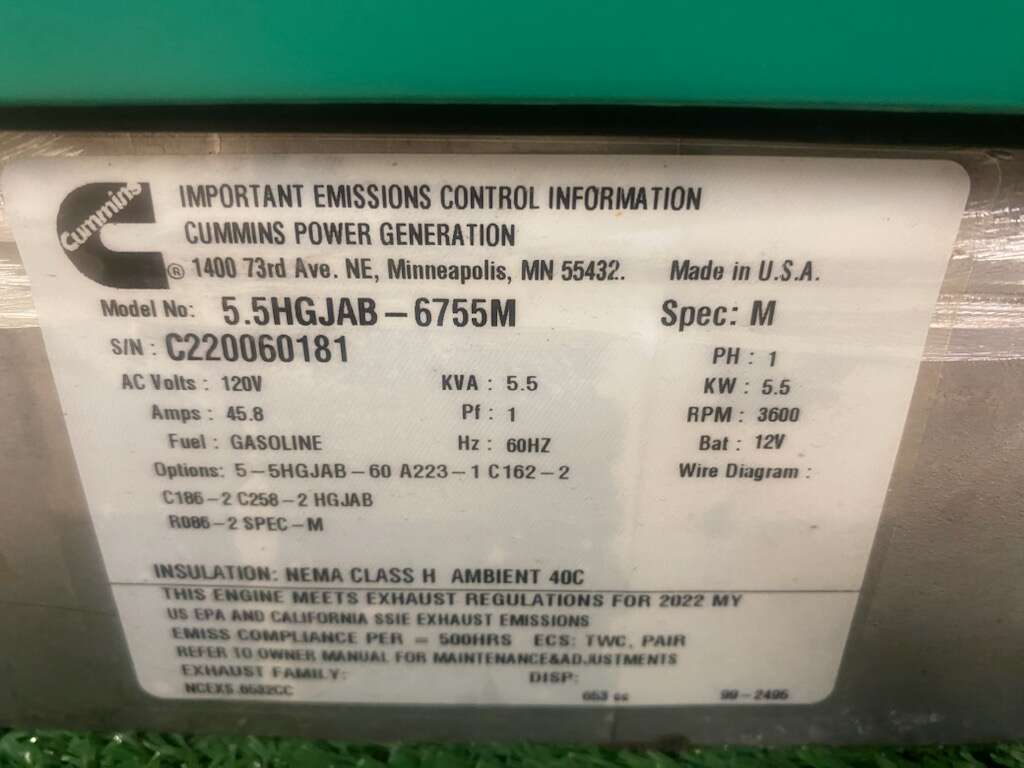 Cummins
IMPORTANT EMISSIONS CONTROL INFORMATION
CUMMINS POWER GENERATION
® 1400 73rd Ave. NE, Minneapolis, MN 55432. Made in U.S.A.
Model No: 5.5HGJAB-6755M Spec: M
S/N : C220060181 PH : 1
AC Volts : 120V KVA : 5.5 KW : 5.5
Amps : 45.8 Pf : 1 RPM : 3600
Fuel : GASOLINE Hz : 60HZ Bat : 12V
Options: 5-5HGJAB-60 A223-1 C162-2 Wire Diagram :
C186-2 C258-2 HGJAB
R086-2 SPEC-M
INSULATION: NEMA CLASS H AMBIENT 40C
THIS ENGINE MEETS EXHAUST REGULATIONS FOR 2022 MY
US EPA AND CALIFORNIA SSIE EXHAUST EMISSIONS
EMISS COMPLIANCE PER = 500HRS ECS: TWC, PAIR
REFER TO OWNER MANUAL FOR MAINTENANCE&ADJUSTMENTS
EXHAUST FAMILY: DISP:
NCEXS.6532CC 653 cc 99-2496